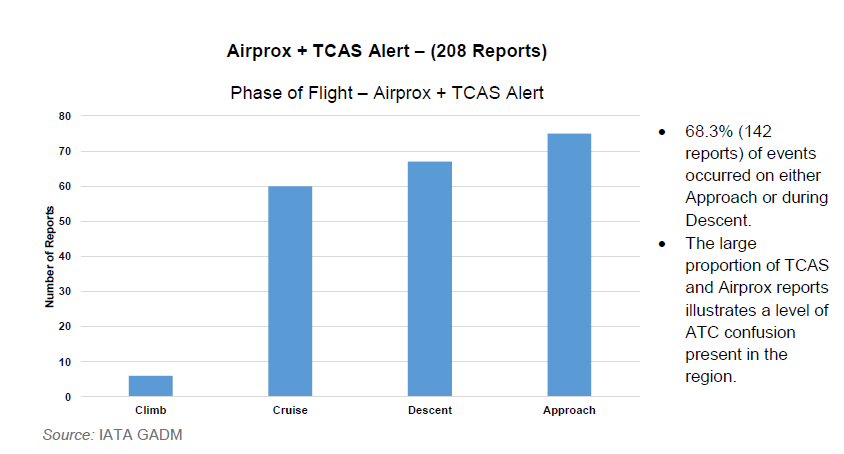 Airprox + TCAS Alert – (208 Reports)
Phase of Flight – Airprox + TCAS Alert
80
70
60
50
40
30
20
10
0
Number of Reports
Climb
Cruise
Descent
Approach
Source: IATA GADM
• 68.3% (142
reports) of events
occurred on either
Approach or during
Descent.
• The large
proportion of TCAS
and Airprox reports
illustrates a level of
ATC confusion
present in the
region.